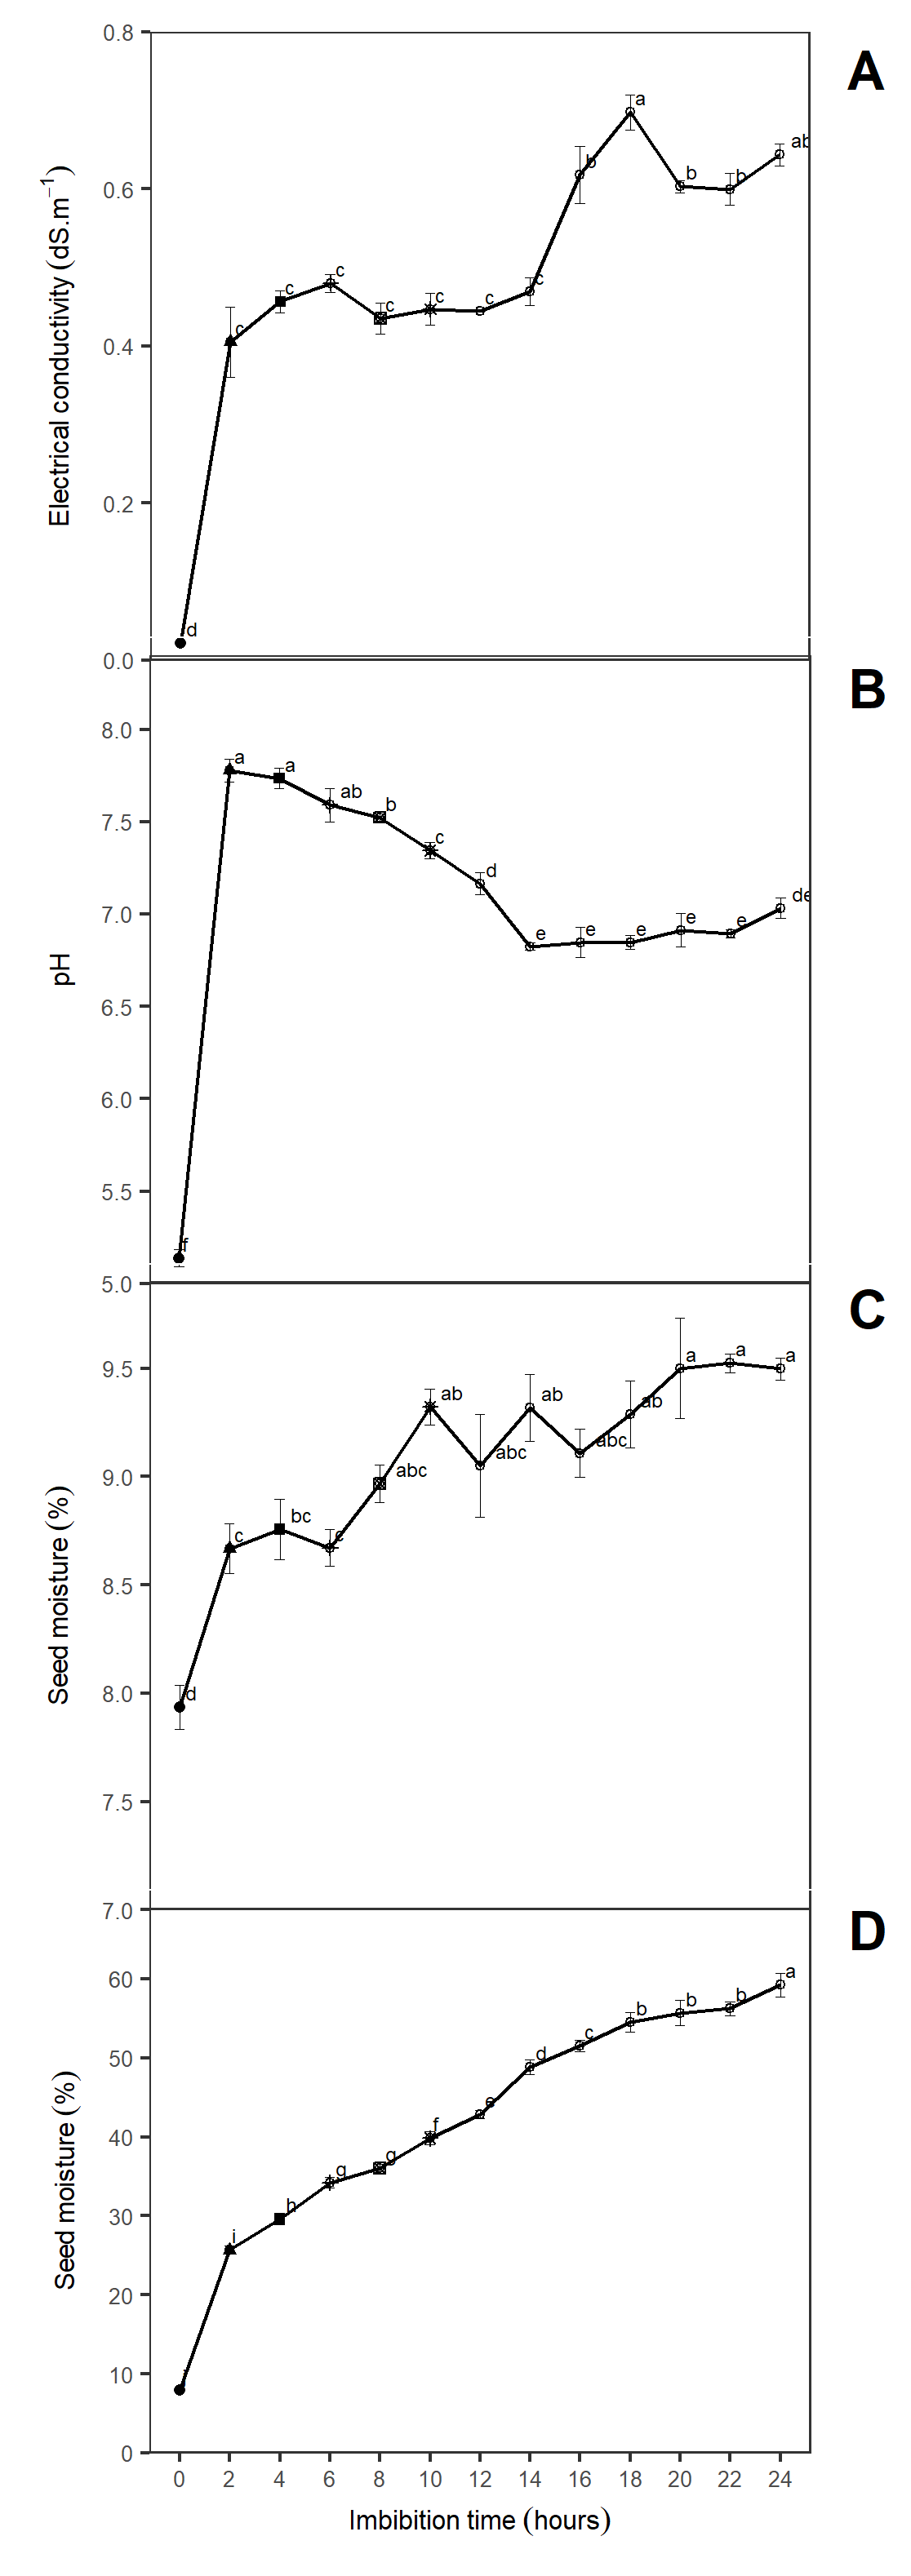 A
0.8
0.6
0.4
0.2
0.0
Electrical conductivity (dS.m⁻¹)
d
c
c
c
c
c
c
c
b
a
b
b
ab
B
8.0
7.5
7.0
6.5
6.0
5.5
5.0
pH
f
a
a
ab
b
c
d
e
e
e
e
e
de
C
9.5
9.0
8.5
8.0
7.5
7.0
Seed moisture (%)
d
c
bc
c
abc
ab
abc
ab
abc
ab
a
a
a
D
60
50
40
30
20
10
0
Seed moisture (%)
i
h
g
g
f
e
d
c
b
b
b
a
0 2 4 6 8 10 12 14 16 18 20 22 24
Imbibition time (hours)